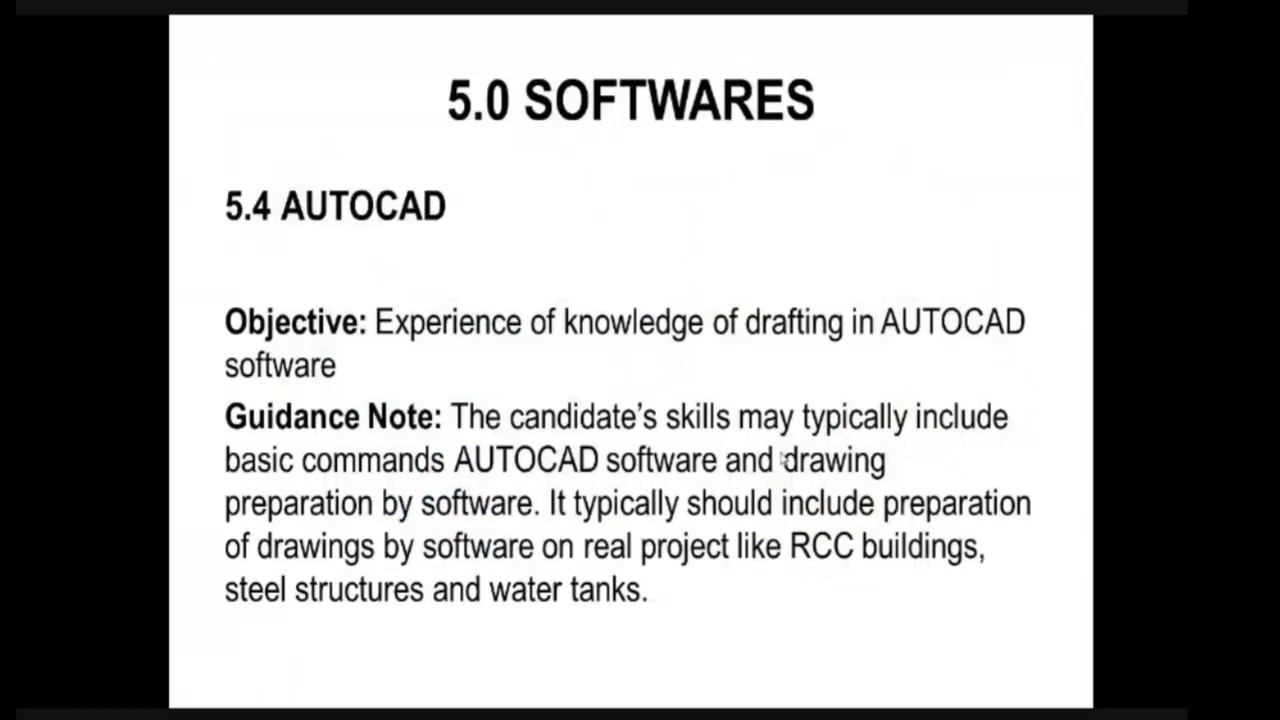 5.0 SOFTWARES
5.4 AUTOCAD
Objective: Experience of knowledge of drafting in AUTOCAD
software
Guidance Note: The candidate’s skills may typically include
basic commands AUTOCAD software and drawing
preparation by software. It typically should include preparation
of drawings by software on real project like RCC buildings,
steel structures and water tanks.